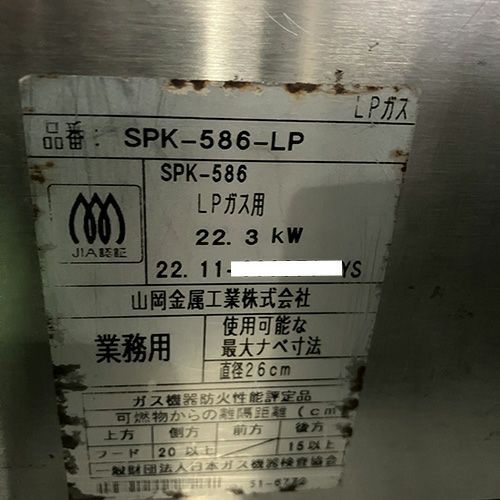 LPガス
品番: SPK-586-LP
SPK-586
LPガス用
22.3 kW
JIA認証
22.11- YS
山岡金属工業株式会社
業務用
使用可能な
最大ナベ寸法
直径26cm
ガス機器防火性能評定品
可燃物からの離隔距離(cm)
上方 側方 前方 後方
フード 20以上 15以上
一般財団法人日本ガス機器検査協会